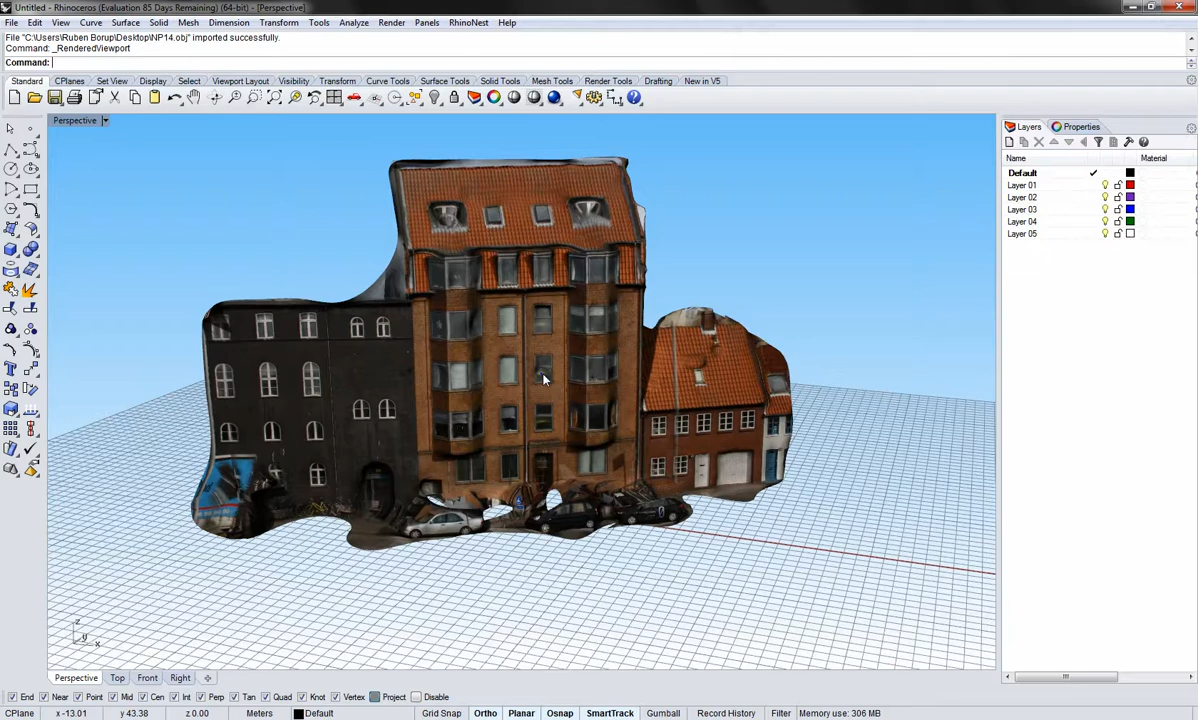 Untitled - Rhinoceros (Evaluation 85 Days Remaining) (64-bit) - [Perspective]
File Edit View Curve Surface Solid Mesh Dimension Transform Tools Analyze Render Panels RhinoNest Help
File "C:\Users\Ruben Borup\Desktop\NP14.obj" imported successfully.
Command: _RenderedViewport
Command:
Standard CPlanes Set View Display Select Viewport Layout Visibility Transform Curve Tools Surface Tools Solid Tools Mesh Tools Render Tools Drafting New in V5
Perspective
Layers Properties
Name Material
Default
Layer 01
Layer 02
Layer 03
Layer 04
Layer 05
z
y
x
Perspective Top Front Right
End Near Point Mid Cen Int Perp Tan Quad Knot Vertex Project Disable
CPlane x -13.01 y 43.38 z 0.00 Meters Default Grid Snap Ortho Planar Osnap SmartTrack Gumball Record History Filter Memory use: 306 MB